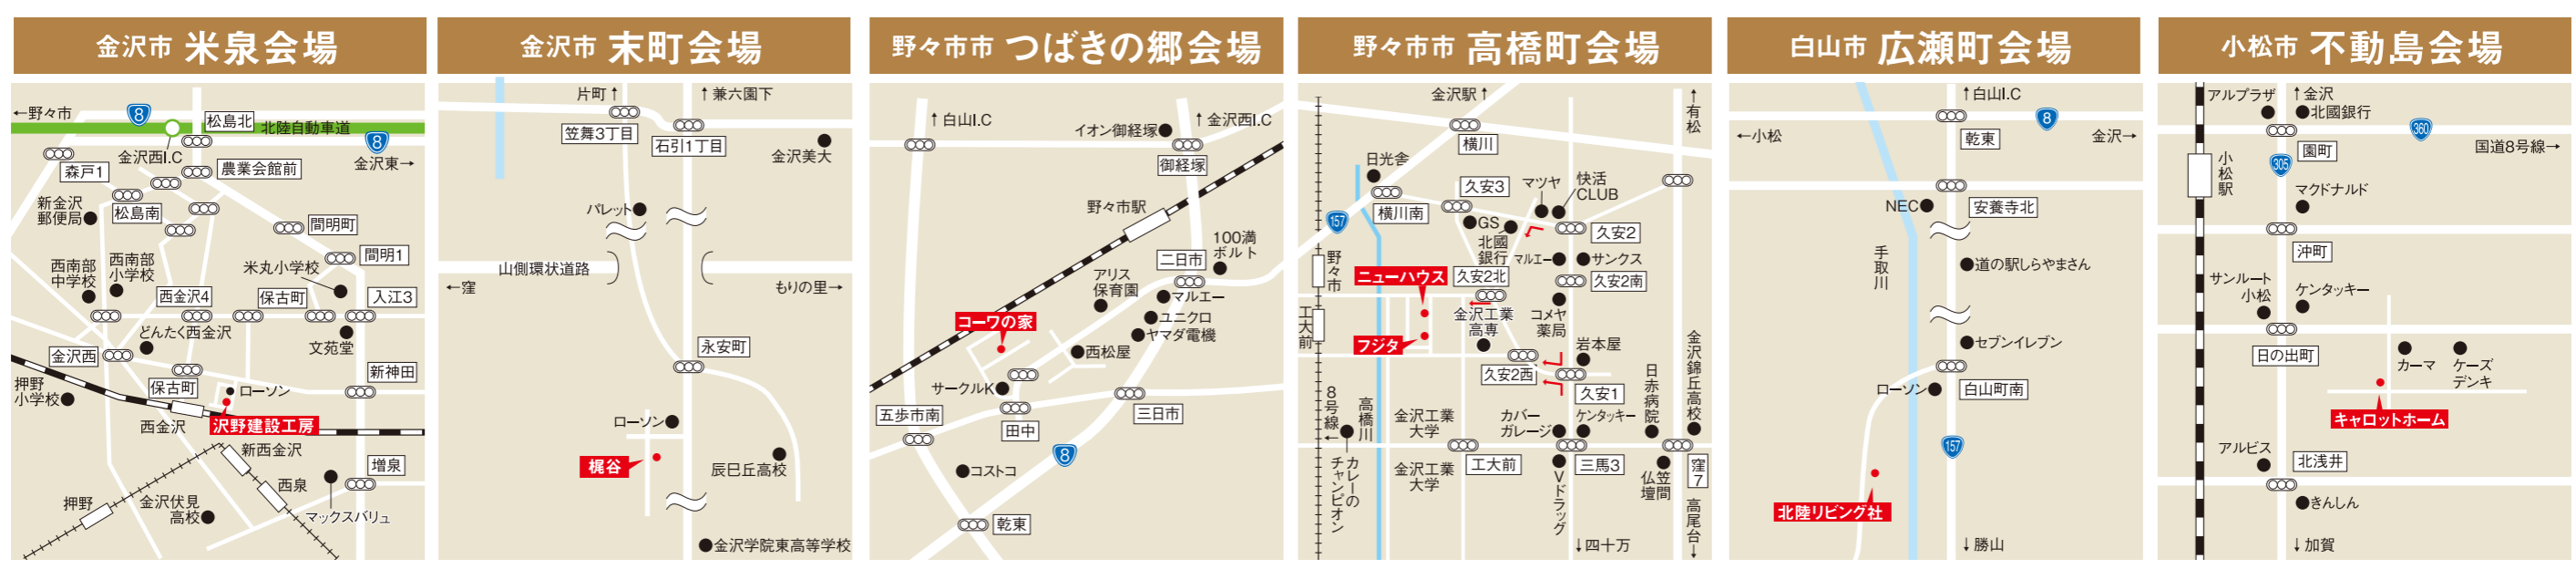 金沢市 米泉会場
←野々市
8
松島北
北陸自動車道
8
金沢西I.C
金沢東→
森戸1
農業会館前
新金沢
郵便局
松島南
間明町
間明1
西南部
中学校
西南部
小学校
米丸小学校
西金沢4
保古町
入江3
どんたく西金沢
文苑堂
金沢西
保古町
ローソン
新神田
押野
小学校
西金沢
沢野建設工房
新西金沢
増泉
西泉
押野
金沢伏見
高校
マックスバリュ
金沢市 末町会場
片町↑
↑兼六園下
笠舞3丁目
石引1丁目
金沢美大
パレット
山側環状道路
←窪
もりの里→
永安町
ローソン
梶谷
辰巳丘高校
金沢学院東高等学校
野々市市 つばきの郷会場
↑白山I.C
イオン御経塚
↑金沢西I.C
御経塚
野々市駅
100満
ボルト
二日市
アリス
保育園
マルエー
ユニクロ
ヤマダ電機
コーワの家
西松屋
サークルK
五歩市南
田中
三日市
8
コストコ
乾東
野々市市 高橋町会場
金沢駅↑
↑有松
横川
日光舎
久安3
マツヤ
快活
CLUB
横川南
157
GS
北國
銀行
久安2
マルエー
サンクス
野々市
ニューハウス
久安2北
久安2南
工大前
金沢工業
高専
コメヤ
薬局
フジタ
岩本屋
久安2西
久安1
日赤病院
金沢錦丘高校
8号線←
高橋川
金沢工業
大学
カバー
ガレージ
ケンタッキー
カレーの
チャンピオン
金沢工業
大学
工大前
三馬3
窪7
Vドラッグ
笠間
仏壇
高尾台↓
↓四十万
白山市 広瀬町会場
↑白山I.C
8
←小松
乾東
金沢→
NEC
安養寺北
手取川
道の駅しらやまさん
セブンイレブン
ローソン
白山町南
157
北陸リビング社
↓勝山
小松市 不動島会場
アルプラザ
↑金沢
北國銀行
360
園町
国道8号線→
305
小松駅
マクドナルド
沖町
サンルート
小松
ケンタッキー
日の出町
カーマ
ケーズ
デンキ
キャロットホーム
アルビス
北浅井
きんしん
↓加賀